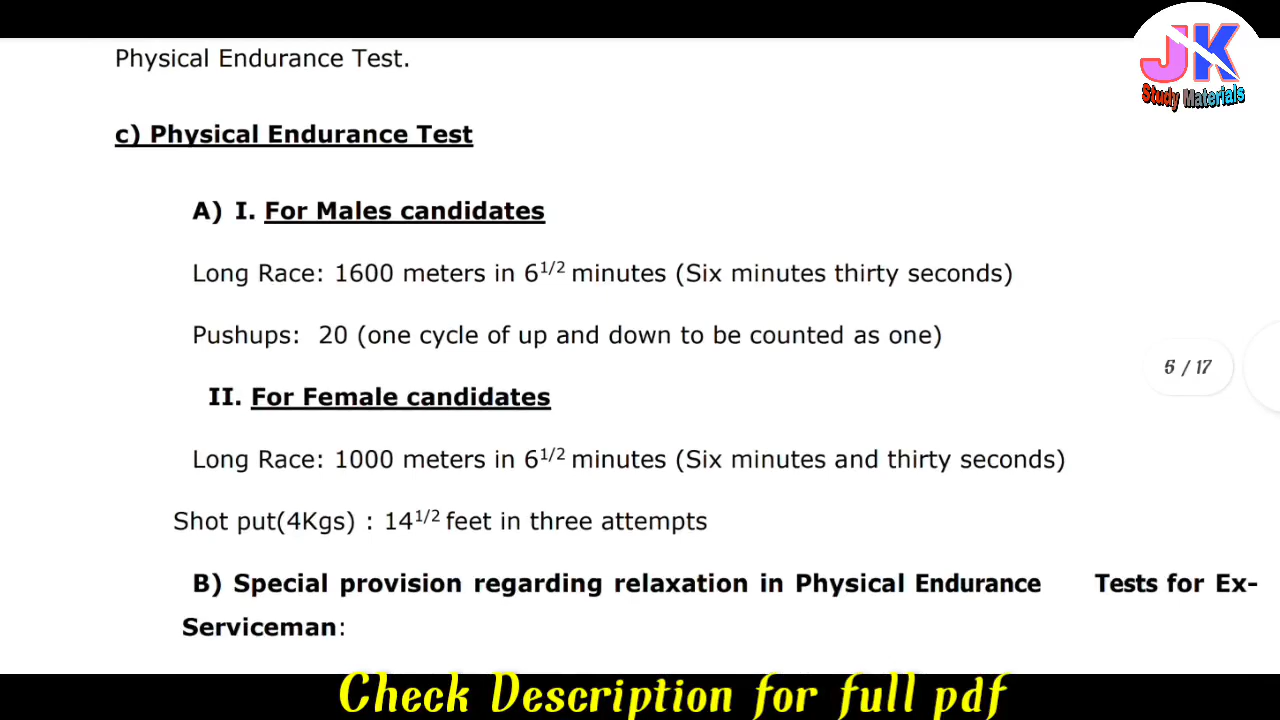 JK
Study Materials
Physical Endurance Test.
c) Physical Endurance Test
A) I. For Males candidates
Long Race: 1600 meters in 6 1/2 minutes (Six minutes thirty seconds)
Pushups: 20 (one cycle of up and down to be counted as one)
5 / 17
II. For Female candidates
Long Race: 1000 meters in 6 1/2 minutes (Six minutes and thirty seconds)
Shot put(4Kgs) : 14 1/2 feet in three attempts
B) Special provision regarding relaxation in Physical Endurance Tests for Ex-
Serviceman:
Check Description for full pdf